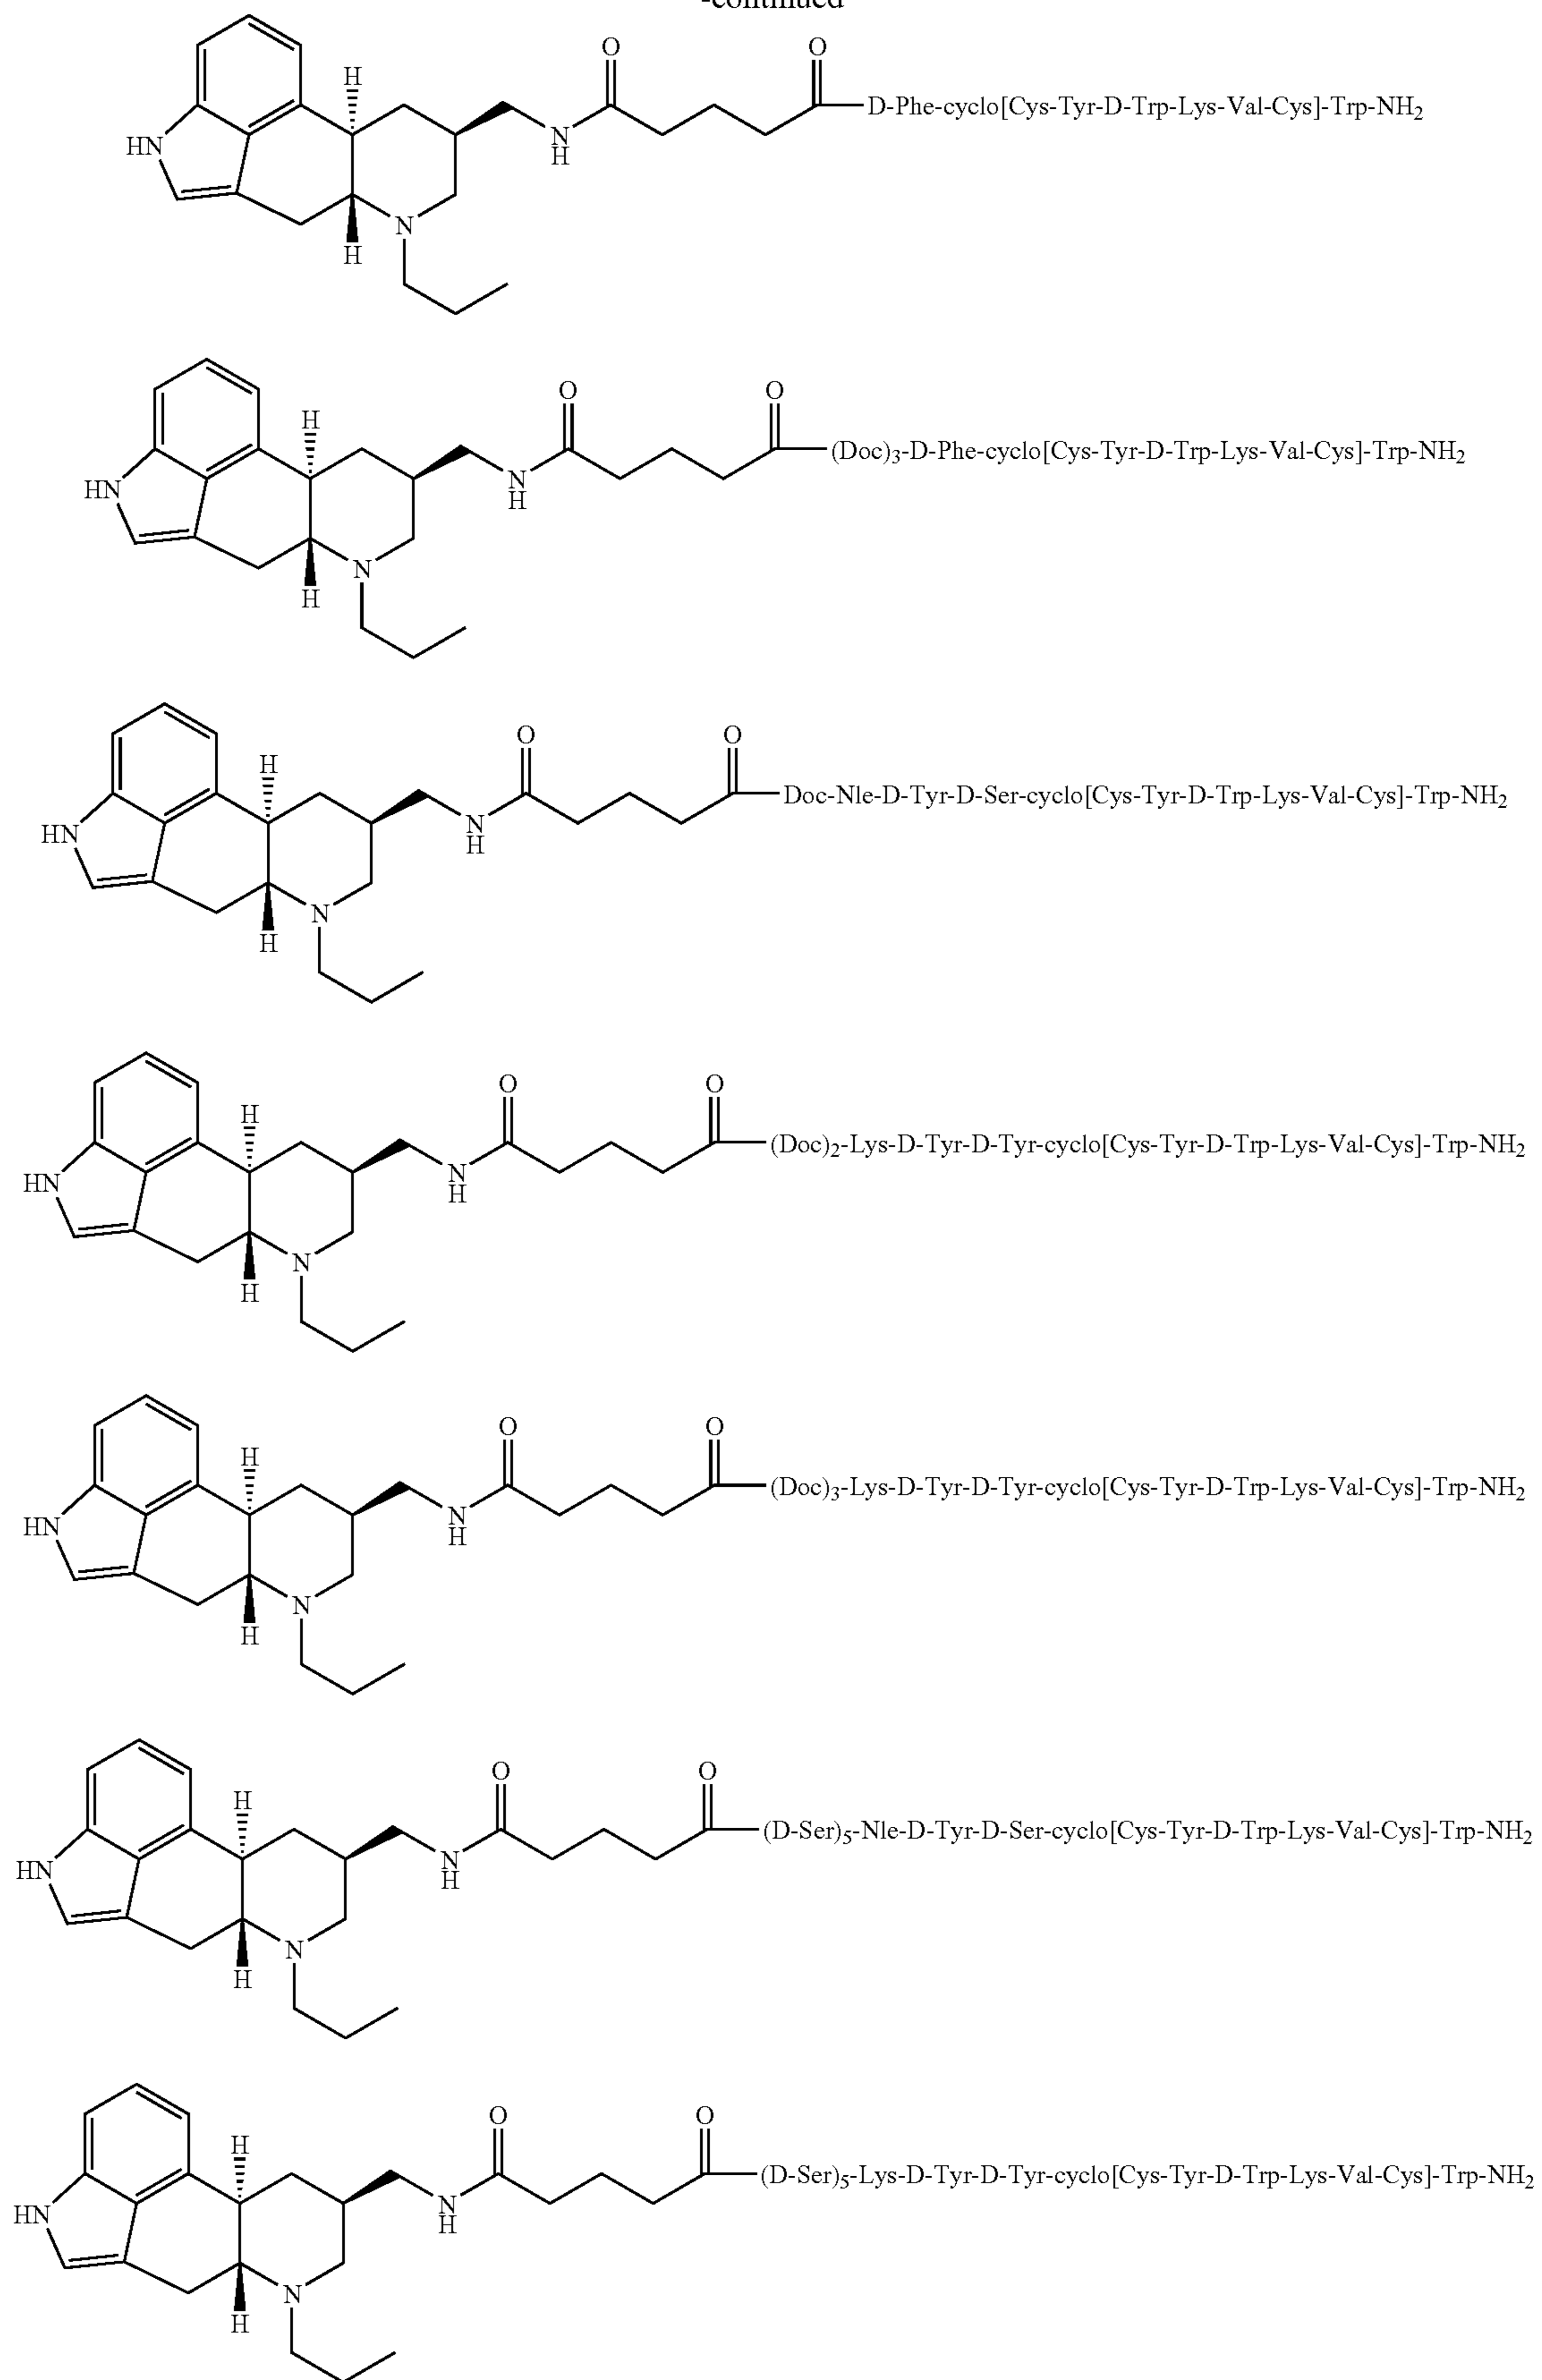 -continued
H
O
O
D-Phe-cyclo[Cys-Tyr-D-Trp-Lys-Val-Cys]-Trp-NH₂
HN
N
H
N
H
H
O
O
(Doc)₃-D-Phe-cyclo[Cys-Tyr-D-Trp-Lys-Val-Cys]-Trp-NH₂
HN
N
H
N
H
H
O
O
Doc-Nle-D-Tyr-D-Ser-cyclo[Cys-Tyr-D-Trp-Lys-Val-Cys]-Trp-NH₂
HN
N
H
N
H
H
O
O
(Doc)₂-Lys-D-Tyr-D-Tyr-cyclo[Cys-Tyr-D-Trp-Lys-Val-Cys]-Trp-NH₂
HN
N
H
N
H
H
O
O
(Doc)₃-Lys-D-Tyr-D-Tyr-cyclo[Cys-Tyr-D-Trp-Lys-Val-Cys]-Trp-NH₂
HN
N
H
N
H
H
O
O
(D-Ser)₅-Nle-D-Tyr-D-Ser-cyclo[Cys-Tyr-D-Trp-Lys-Val-Cys]-Trp-NH₂
HN
N
H
N
H
H
O
O
(D-Ser)₅-Lys-D-Tyr-D-Tyr-cyclo[Cys-Tyr-D-Trp-Lys-Val-Cys]-Trp-NH₂
HN
N
H
N
H